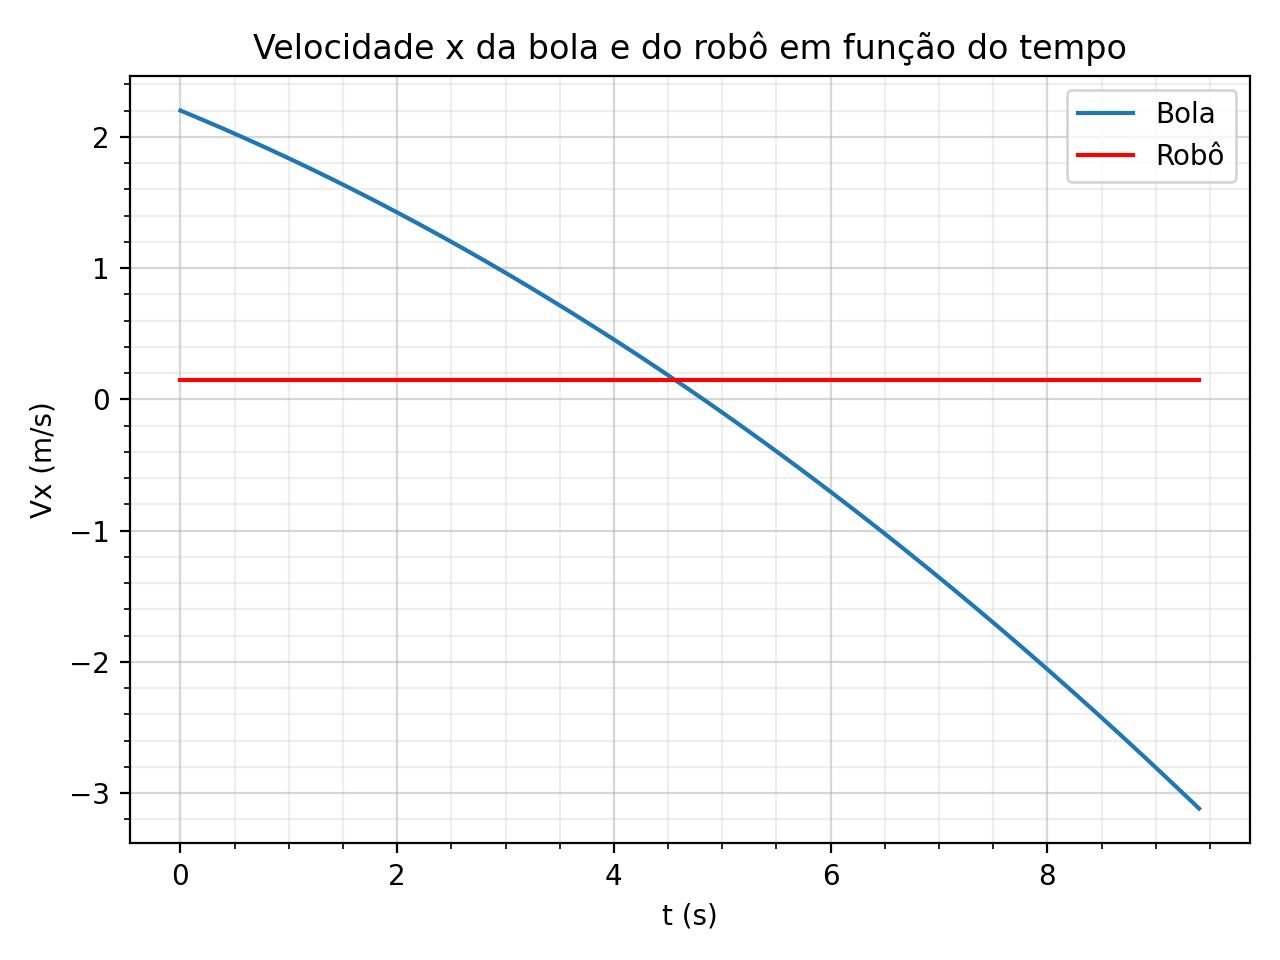 Velocidade x da bola e do robô em função do tempo
Bola
Robô
2
1
0
−1
−2
−3
Vx (m/s)
0 2 4 6 8
t (s)